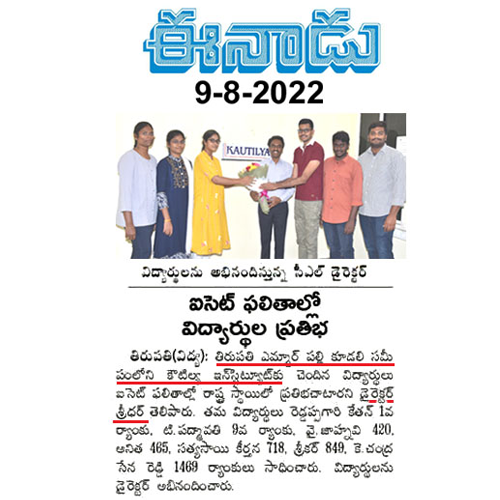 ఈనాడు
9-8-2022
KAUTILYA
విద్యార్థులను అభినందిస్తున్న సీఎల్ డైరెక్టర్
ఐసెట్ ఫలితాల్లో
విద్యార్థుల ప్రతిభ
తిరుపతి(విద్య): తిరుపతి ఎమ్మార్ పల్లి కూడలి సమీ
పంలోని కౌటిల్య ఇన్‌స్టిట్యూట్‌కు చెందిన విద్యార్థులు
ఐసెట్ ఫలితాల్లో రాష్ట్ర స్థాయిలో ప్రతిభచాటారని డైరెక్టర్
శ్రీధర్ తెలిపారు. తమ విద్యార్థులు రెడ్డప్పగారి కేతన్ 1వ
ర్యాంకు, టి.పద్మావతి 9వ ర్యాంకు, వై.జాహ్నవి 420,
అనిత 465, సత్యసాయి కీర్తన 718, శ్రీకర్ 849, కె.చంద్ర
సేన రెడ్డి 1469 ర్యాంకులు సాధించారు. విద్యార్థులను
డైరెక్టర్ అభినందించారు.